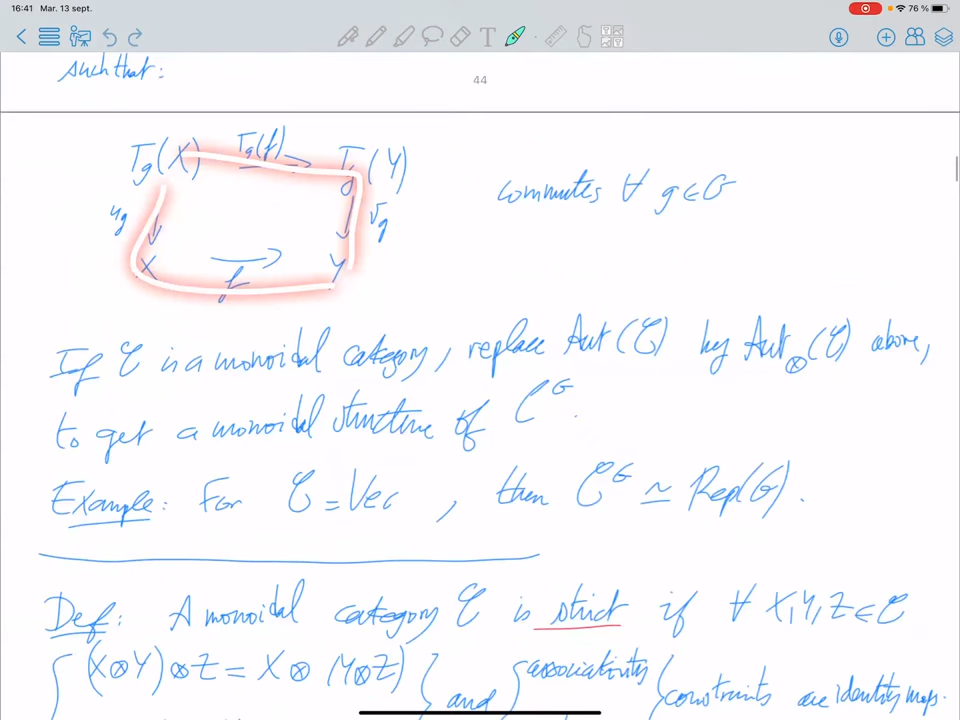 16:41 Mar. 13 sept. 76 %
such that:
44
T_g(X) T_g(f) T_g(Y)
u_g v_g commutes ∀ g ∈ G
X f Y
If 𝒞 is a monoidal category, replace Aut(𝒞) by Aut_⊗(𝒞) above,
to get a monoidal structure of 𝒞^G.
Example: For 𝒞 = Vec, then 𝒞^G ≃ Rep(G).
Def: A monoidal category 𝒞 is strict if ∀ X, Y, Z ∈ 𝒞
{ (X⊗Y)⊗Z = X⊗(Y⊗Z) } and { associativity } constraints are identity maps.